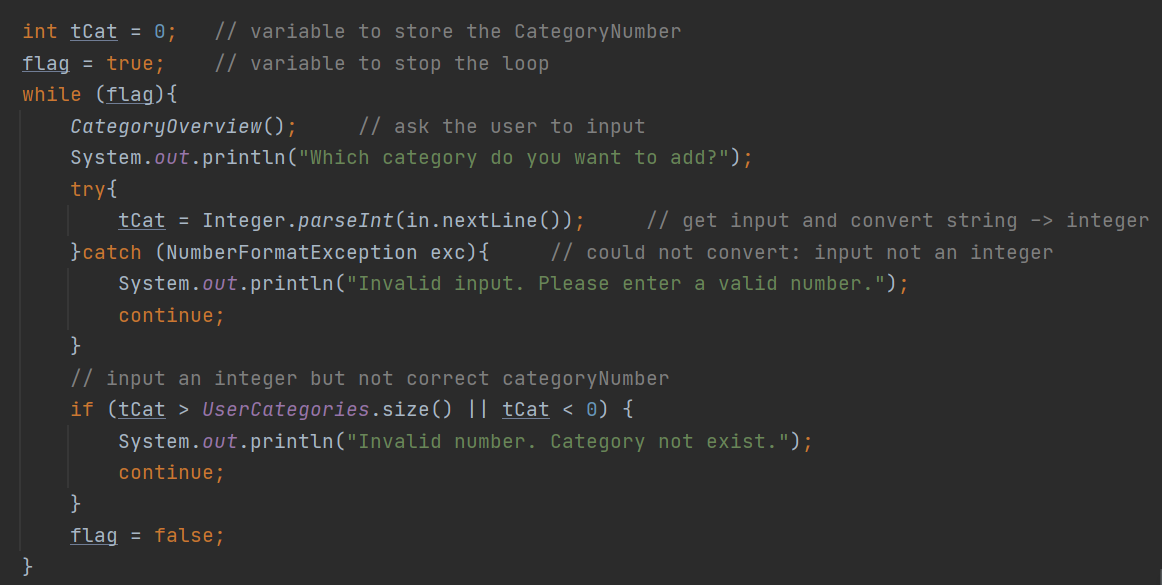 int tCat = 0;   // variable to store the CategoryNumber
flag = true;    // variable to stop the loop
while (flag){
    CategoryOverview();     // ask the user to input
    System.out.println("Which category do you want to add?");
    try{
        tCat = Integer.parseInt(in.nextLine());     // get input and convert string -> integer
    }catch (NumberFormatException exc){     // could not convert: input not an integer
        System.out.println("Invalid input. Please enter a valid number.");
        continue;
    }
    // input an integer but not correct categoryNumber
    if (tCat > UserCategories.size() || tCat < 0) {
        System.out.println("Invalid number. Category not exist.");
        continue;
    }
    flag = false;
}